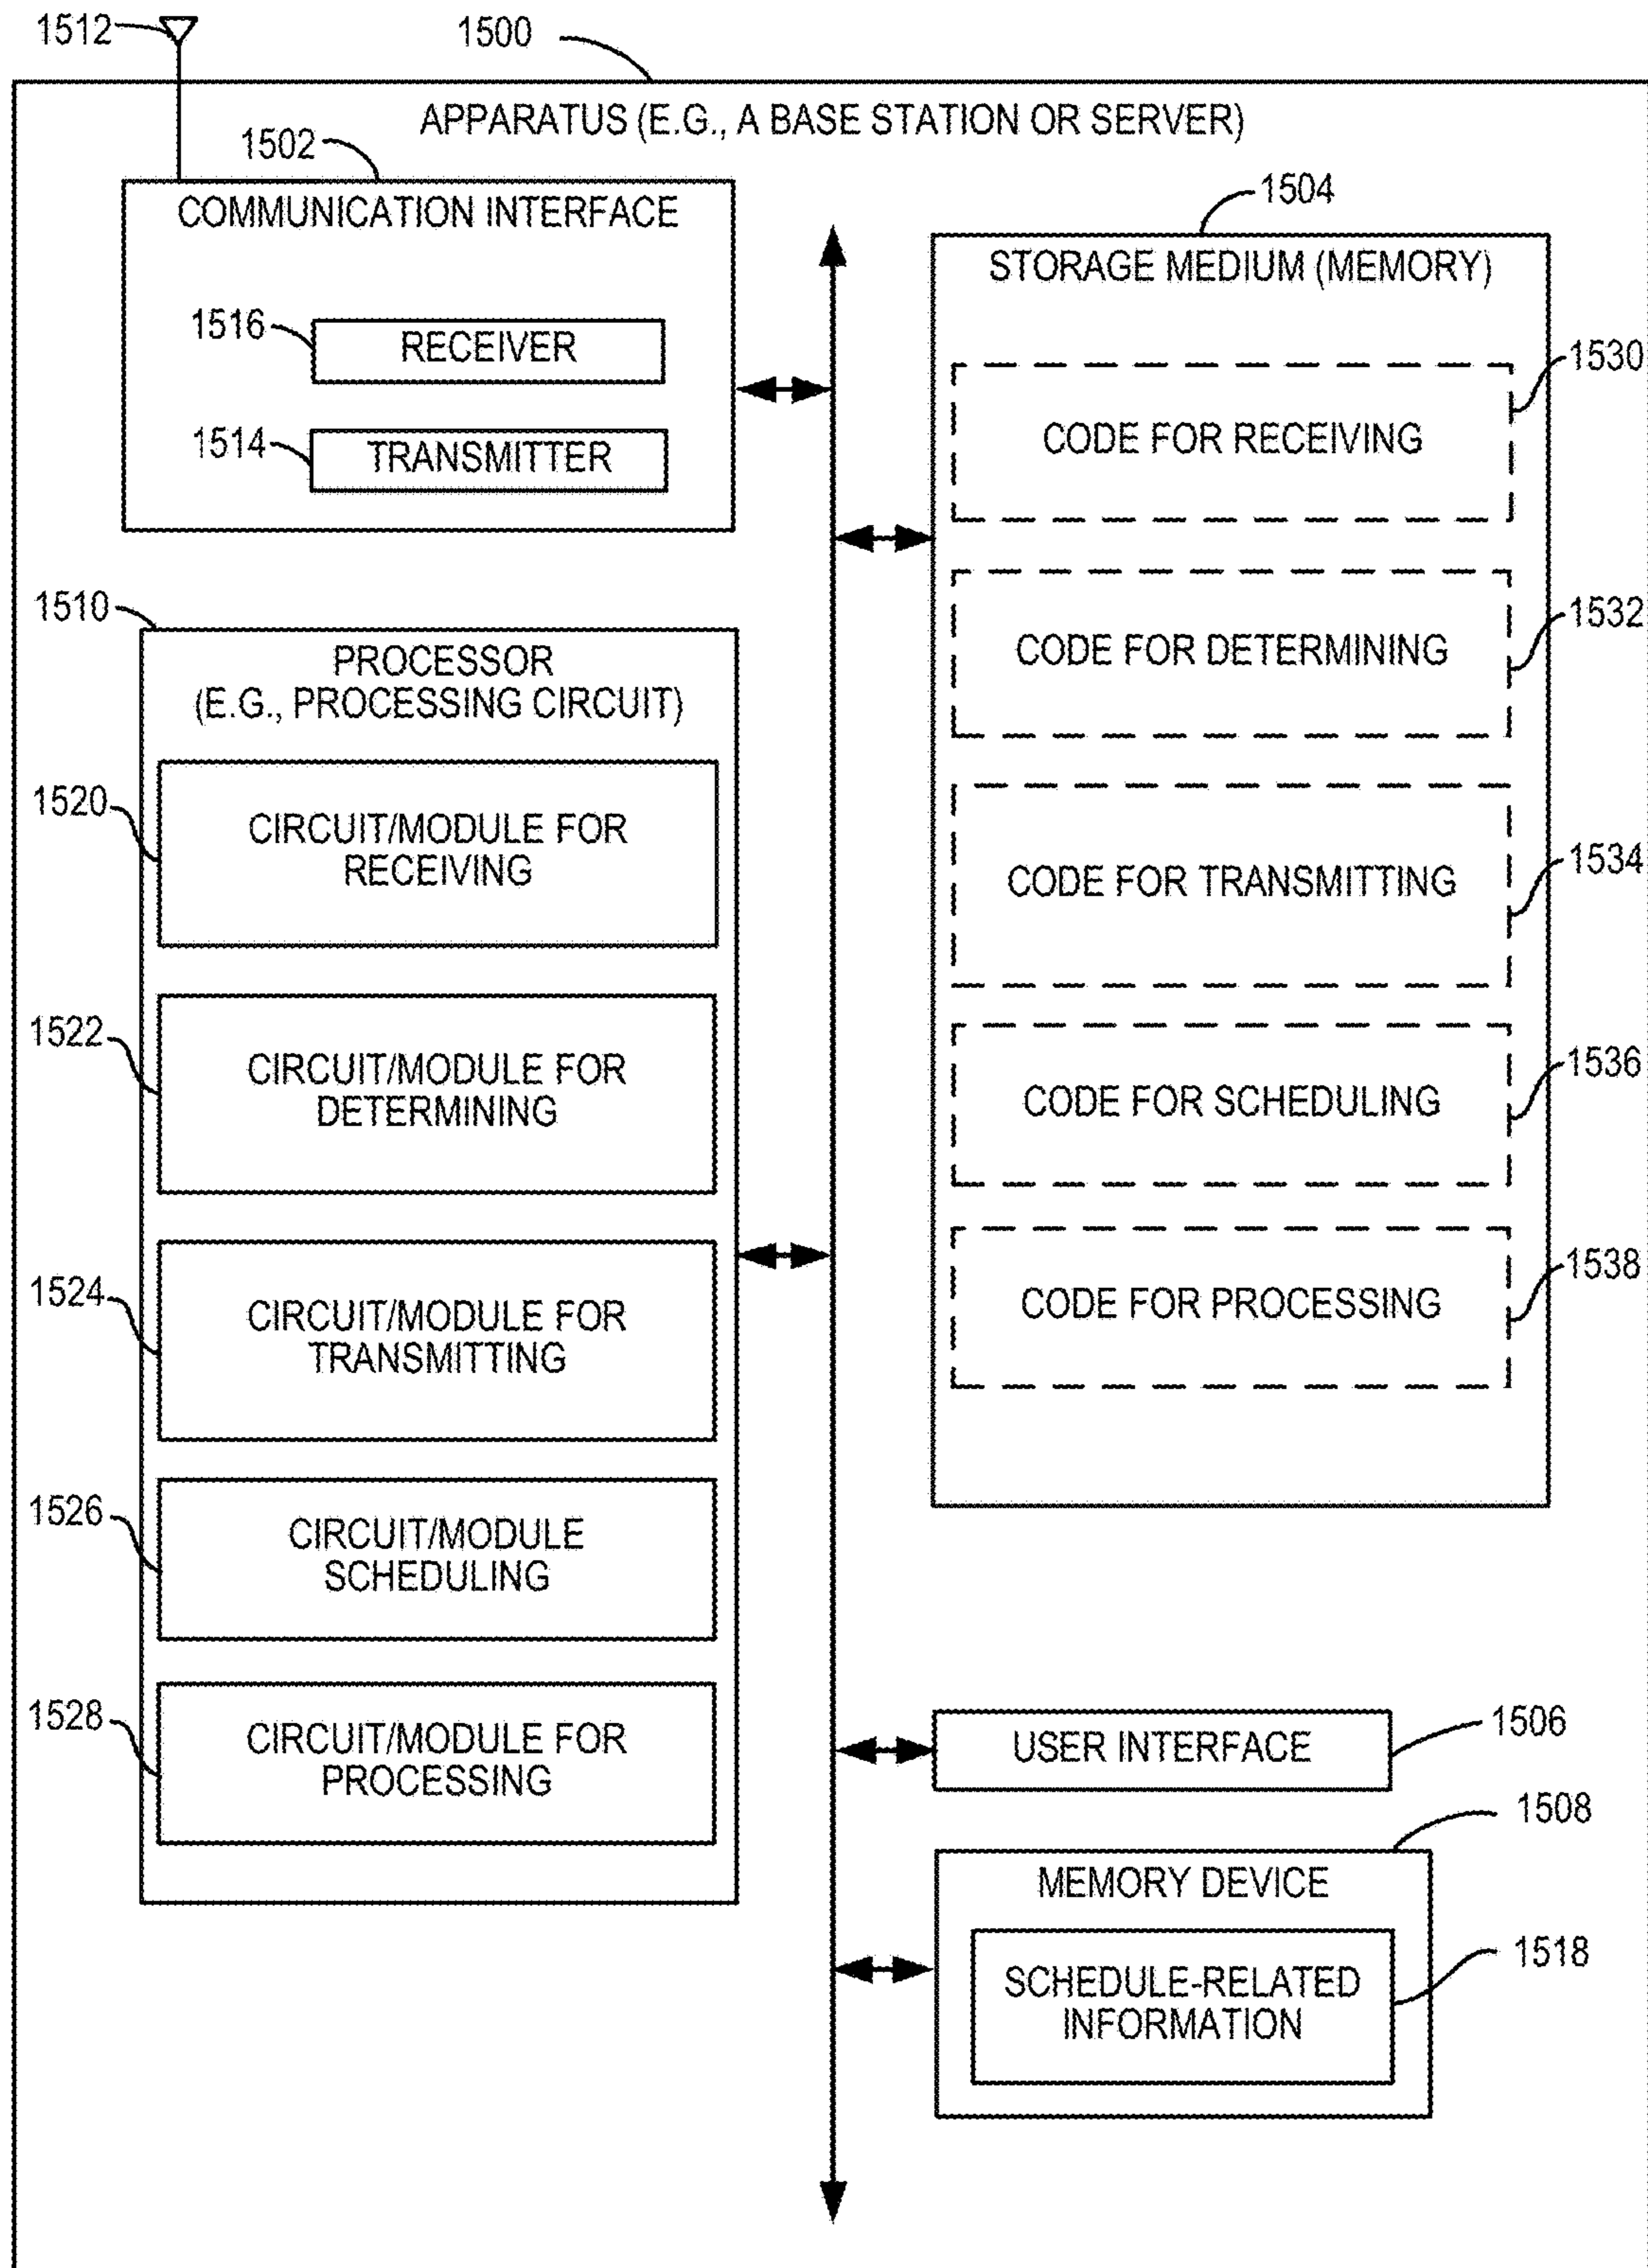 1512
1500
APPARATUS (E.G., A BASE STATION OR SERVER)
1502
COMMUNICATION INTERFACE
1516
RECEIVER
1514
TRANSMITTER
1504
STORAGE MEDIUM (MEMORY)
1530
CODE FOR RECEIVING
1532
CODE FOR DETERMINING
1534
CODE FOR TRANSMITTING
1536
CODE FOR SCHEDULING
1538
CODE FOR PROCESSING
1510
PROCESSOR
(E.G., PROCESSING CIRCUIT)
1520
CIRCUIT/MODULE FOR
RECEIVING
1522
CIRCUIT/MODULE FOR
DETERMINING
1524
CIRCUIT/MODULE FOR
TRANSMITTING
1526
CIRCUIT/MODULE
SCHEDULING
1528
CIRCUIT/MODULE FOR
PROCESSING
1506
USER INTERFACE
1508
MEMORY DEVICE
1518
SCHEDULE-RELATED
INFORMATION